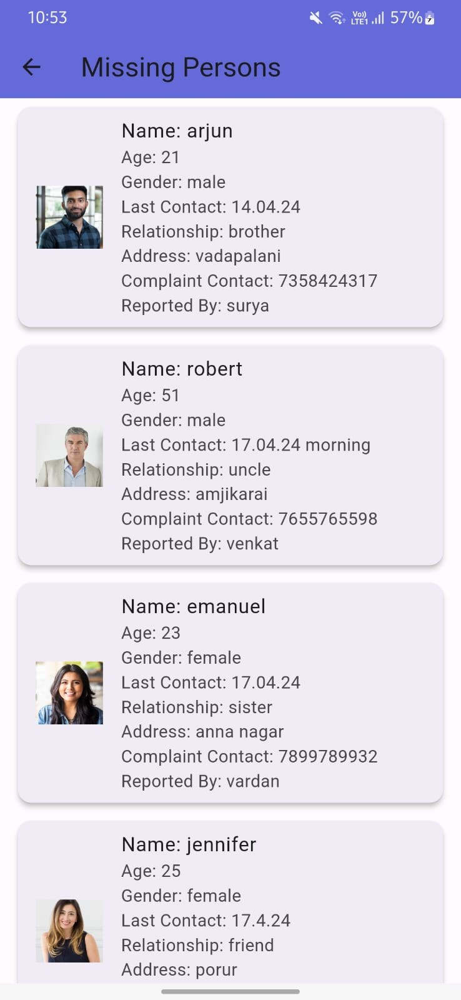 10:53
Vo)) LTE1 57%
Missing Persons
Name: arjun
Age: 21
Gender: male
Last Contact: 14.04.24
Relationship: brother
Address: vadapalani
Complaint Contact: 7358424317
Reported By: surya
Name: robert
Age: 51
Gender: male
Last Contact: 17.04.24 morning
Relationship: uncle
Address: amjikarai
Complaint Contact: 7655765598
Reported By: venkat
Name: emanuel
Age: 23
Gender: female
Last Contact: 17.04.24
Relationship: sister
Address: anna nagar
Complaint Contact: 7899789932
Reported By: vardan
Name: jennifer
Age: 25
Gender: female
Last Contact: 17.4.24
Relationship: friend
Address: porur